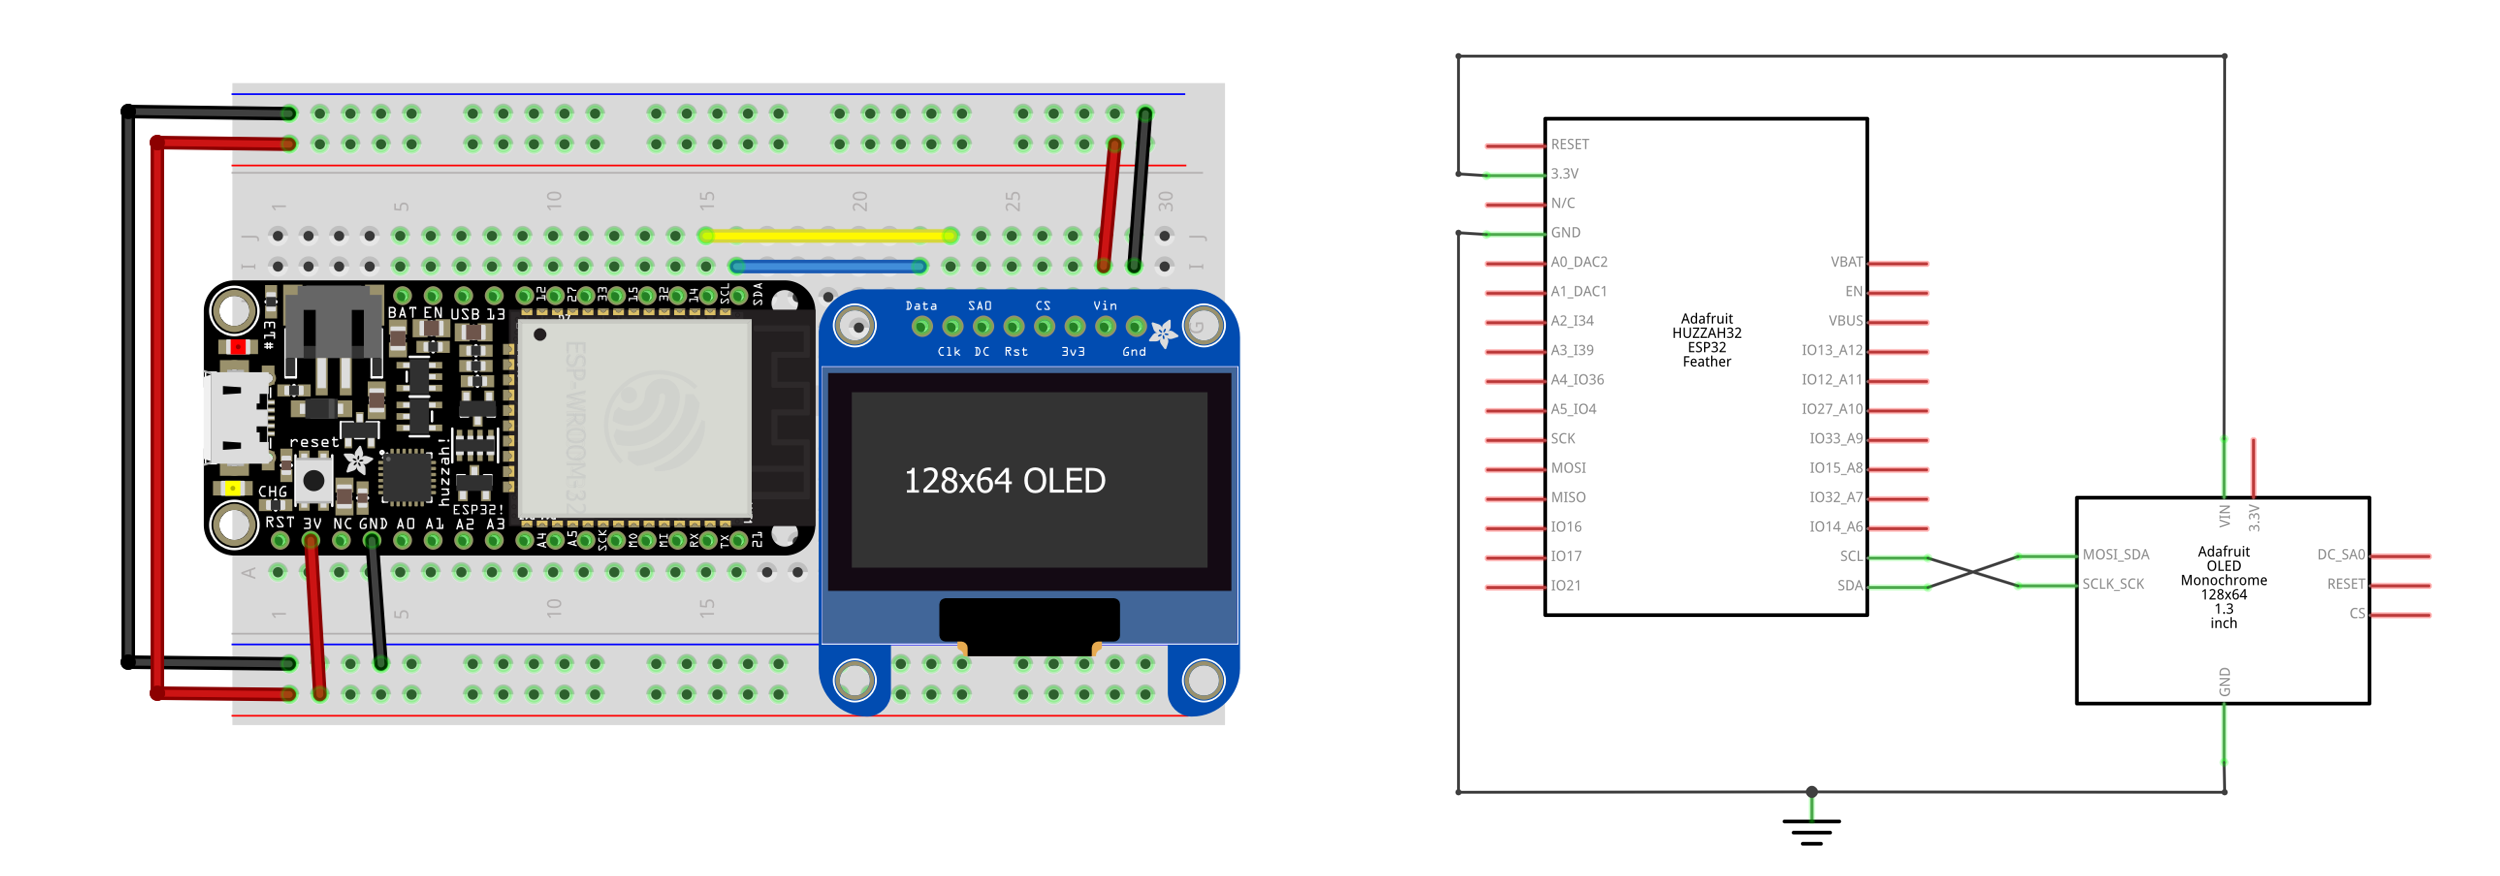 1
5
10
15
20
25
30
J
J
I
I
12
27
33
15
32
14
SCL
SDA
BAT
EN
USB
13
#13
ESP-WROOM-32
reset
huzzah!
CHG
ESP32!
RST
3V
NC
GND
A0
A1
A2
A3
A4
A5
SCK
MO
MI
RX
TX
21
A
1
5
10
15
Data
SAO
CS
Vin
Clk
DC
Rst
3v3
Gnd
G
128x64 OLED
RESET
3.3V
N/C
GND
A0_DAC2
A1_DAC1
A2_I34
A3_I39
A4_IO36
A5_IO4
SCK
MOSI
MISO
IO16
IO17
IO21
Adafruit
HUZZAH32
ESP32
Feather
VBAT
EN
VBUS
IO13_A12
IO12_A11
IO27_A10
IO33_A9
IO15_A8
IO32_A7
IO14_A6
SCL
SDA
VIN
3.3V
MOSI_SDA
SCLK_SCK
Adafruit
OLED
Monochrome
128x64
1.3
inch
DC_SA0
RESET
CS
GND